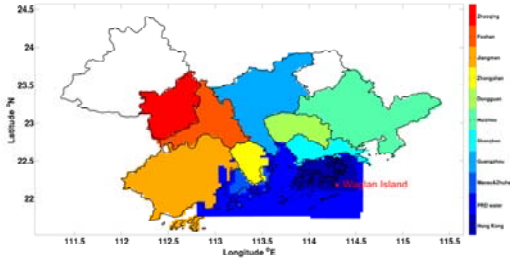 24.5
24
23.5
23
22.5
22
111.5
112
112.5
113
113.5
114
114.5
115
115.5
Latitude °N
Longitude °E
Waglan Island
Zhaoqing
Foshan
Jiangmen
Zhongshan
Dongguan
Huizhou
Shenzhen
Guangzhou
Macau&Zhuhai
PRD water
Hong Kong